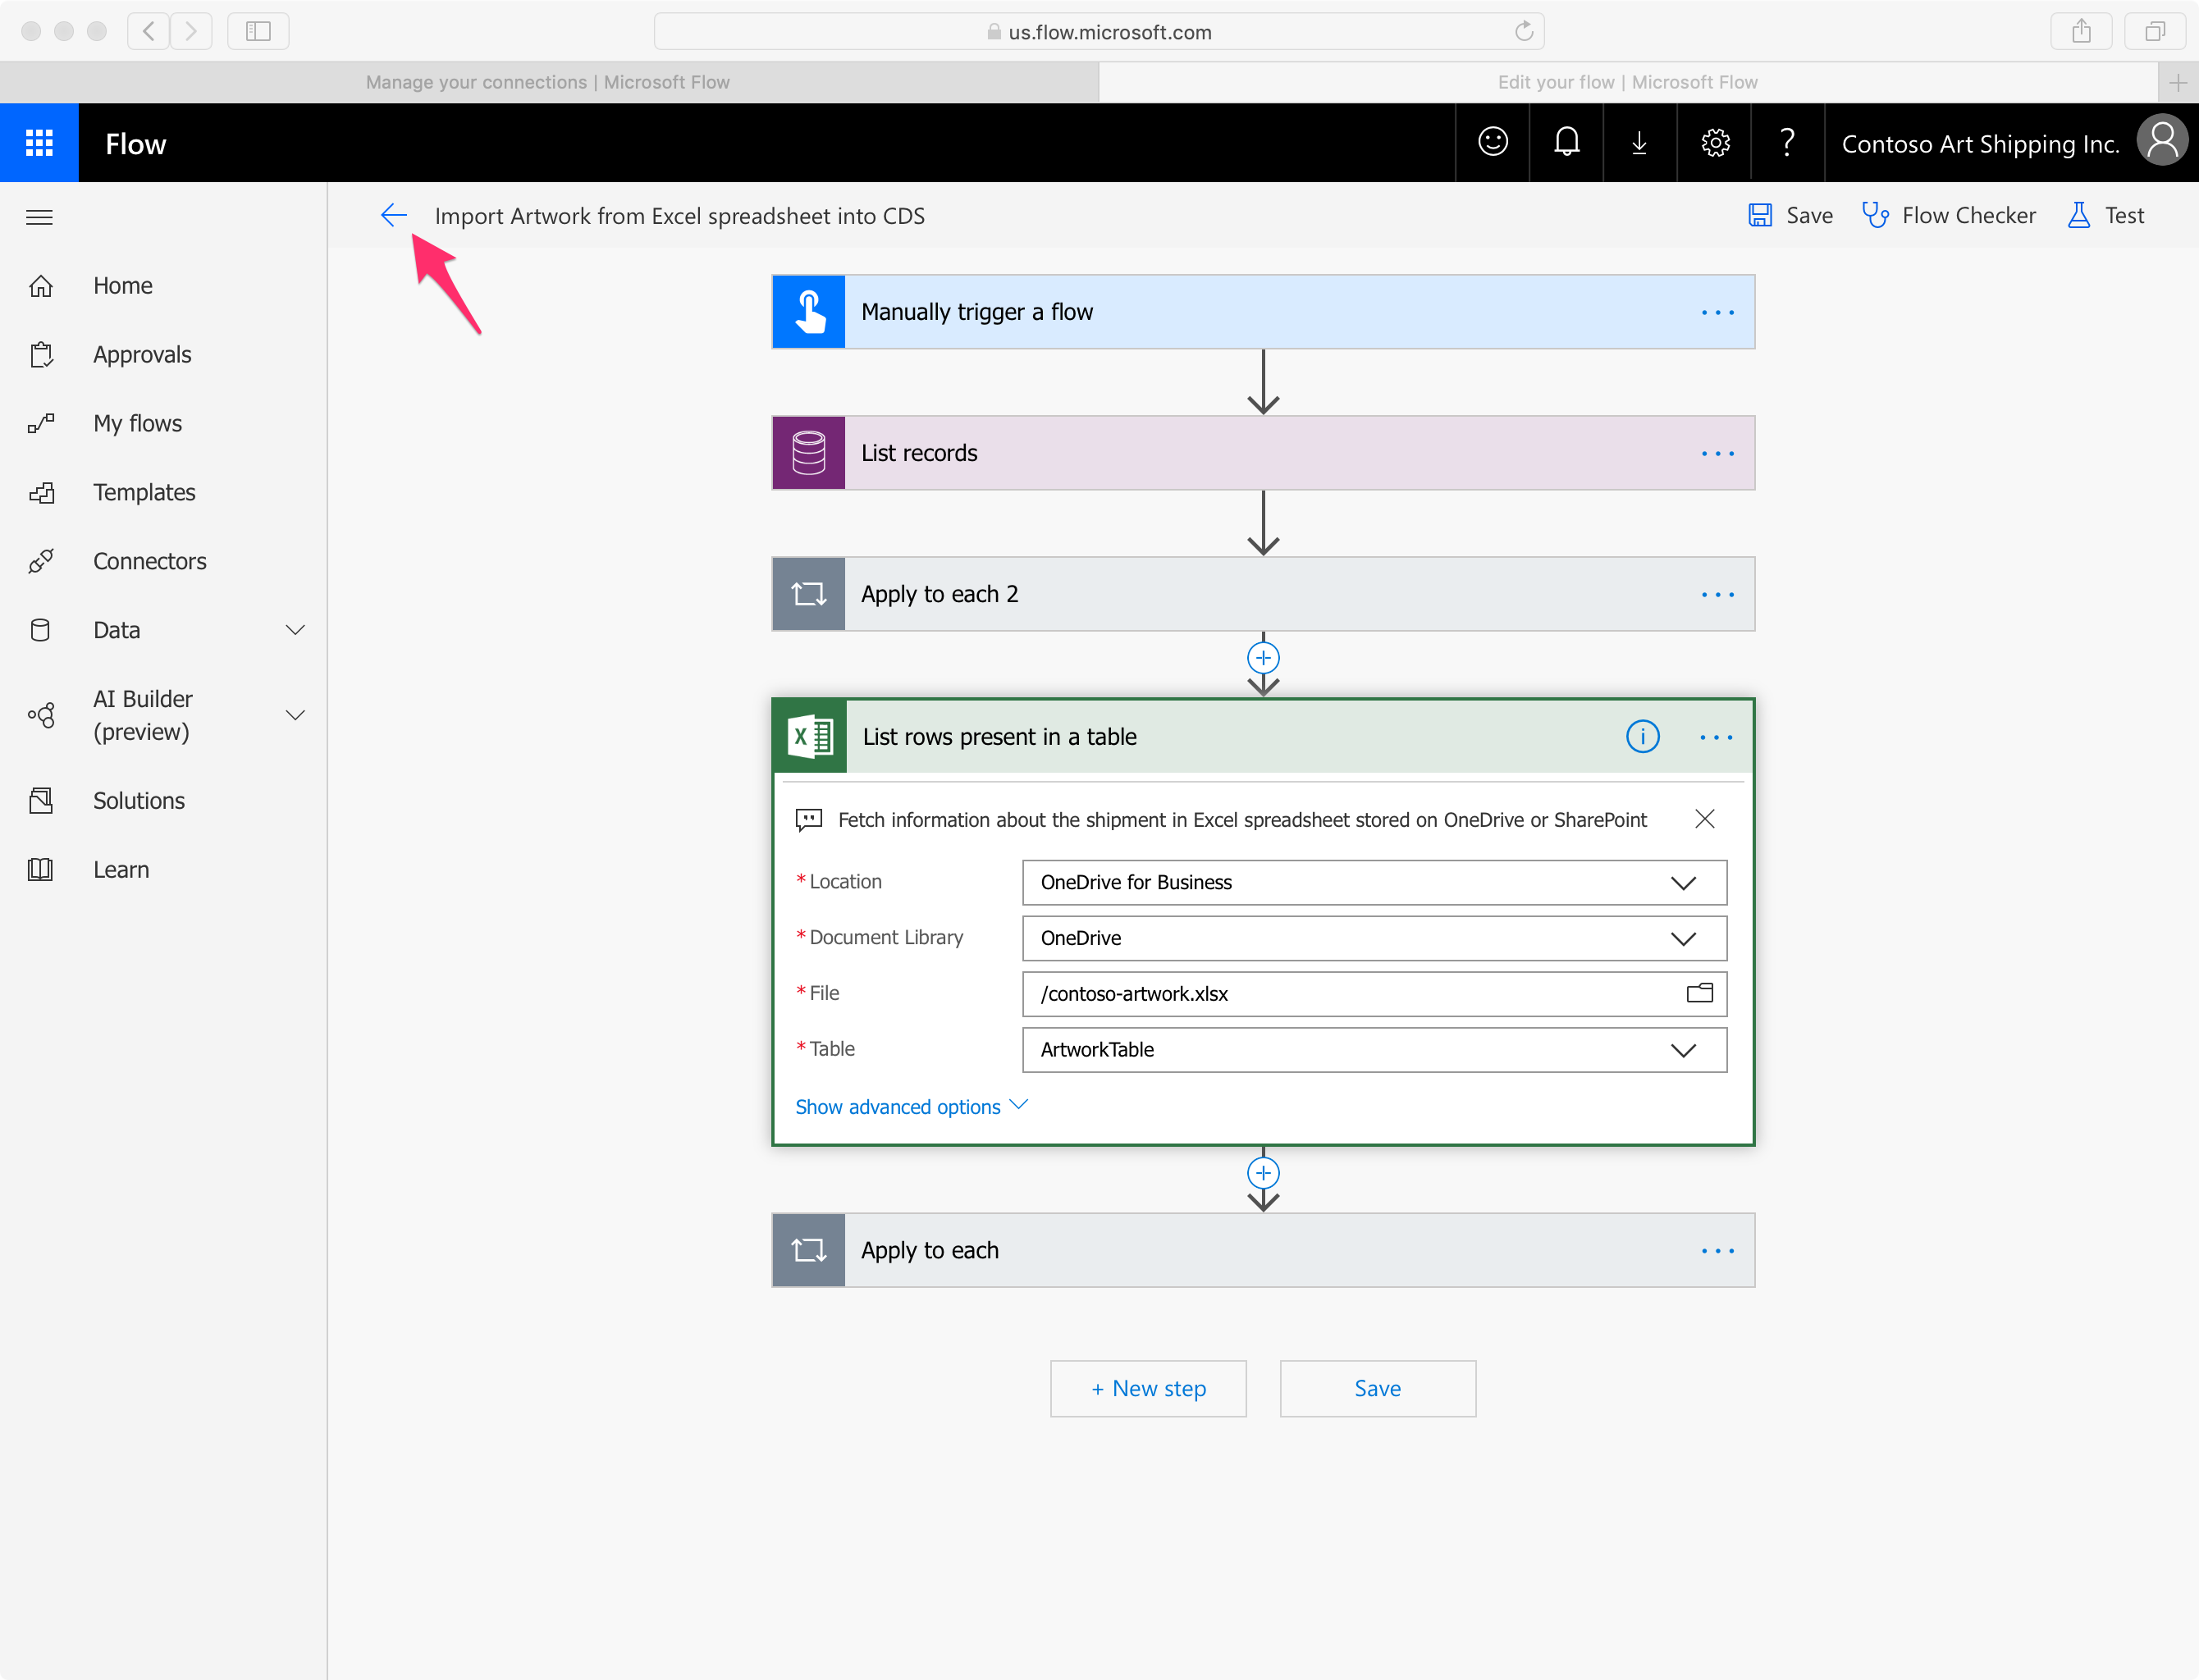 us.flow.microsoft.com
Manage your connections | Microsoft Flow
Edit your flow | Microsoft Flow
Flow
?
Contoso Art Shipping Inc.
Import Artwork from Excel spreadsheet into CDS
Save
Flow Checker
Test
Home
Approvals
My flows
Templates
Connectors
Data
AI Builder
(preview)
Solutions
Learn
Manually trigger a flow
List records
Apply to each 2
List rows present in a table
Fetch information about the shipment in Excel spreadsheet stored on OneDrive or SharePoint
* Location
OneDrive for Business
* Document Library
OneDrive
* File
/contoso-artwork.xlsx
* Table
ArtworkTable
Show advanced options
Apply to each
+ New step
Save